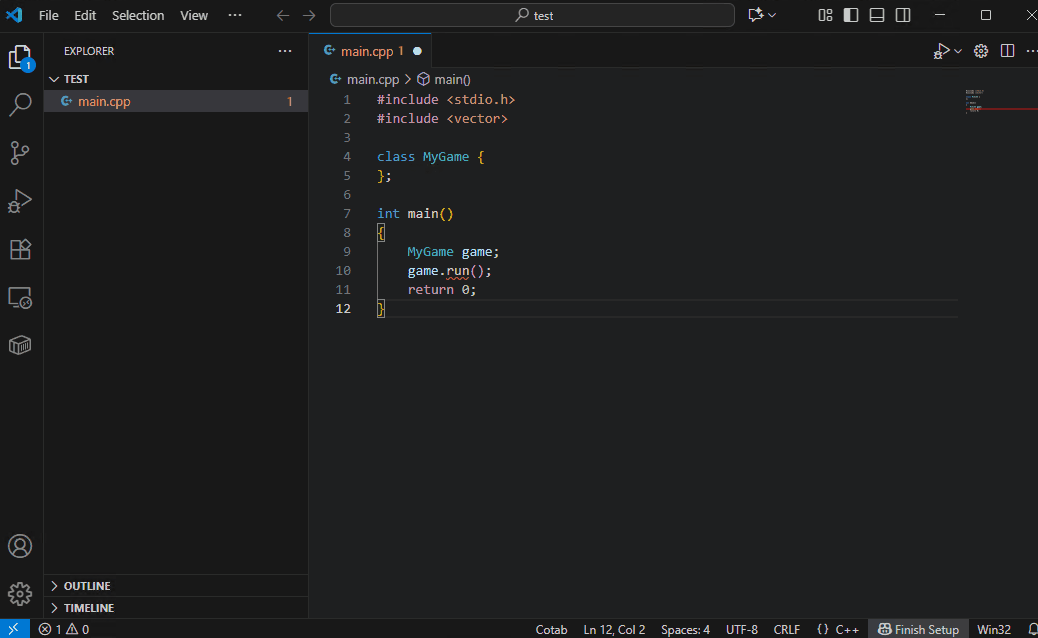 File Edit Selection View
test
EXPLORER
TEST
main.cpp 1
1
main.cpp 1
main.cpp > main()
1 #include <stdio.h>
2 #include <vector>
3
4 class MyGame {
5 };
6
7 int main()
8 {
9 MyGame game;
10 game.run();
11 return 0;
12 }
OUTLINE
TIMELINE
1 0 Cotab Ln 12, Col 2 Spaces: 4 UTF-8 CRLF {} C++ Finish Setup Win32